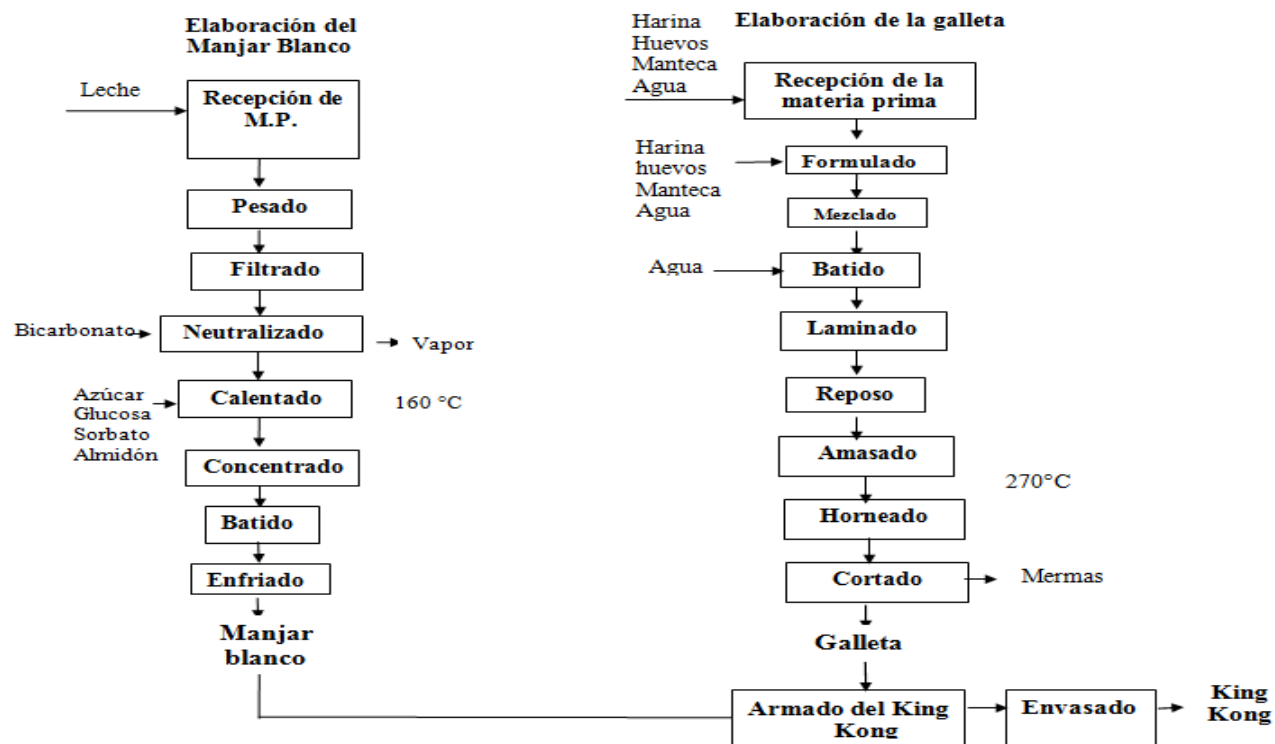 Elaboración del
Manjar Blanco
Leche
Recepción de
M.P.
Pesado
Filtrado
Bicarbonato
Neutralizado
Vapor
Azúcar
Glucosa
Sorbato
Almidón
Calentado
160 °C
Concentrado
Batido
Enfriado
Manjar
blanco
Elaboración de la galleta
Harina
Huevos
Manteca
Agua
Recepción de la
materia prima
Harina
huevos
Manteca
Agua
Formulado
Mezclado
Agua
Batido
Laminado
Reposo
Amasado
270°C
Horneado
Cortado
Mermas
Galleta
Armado del King
Kong
Envasado
King
Kong